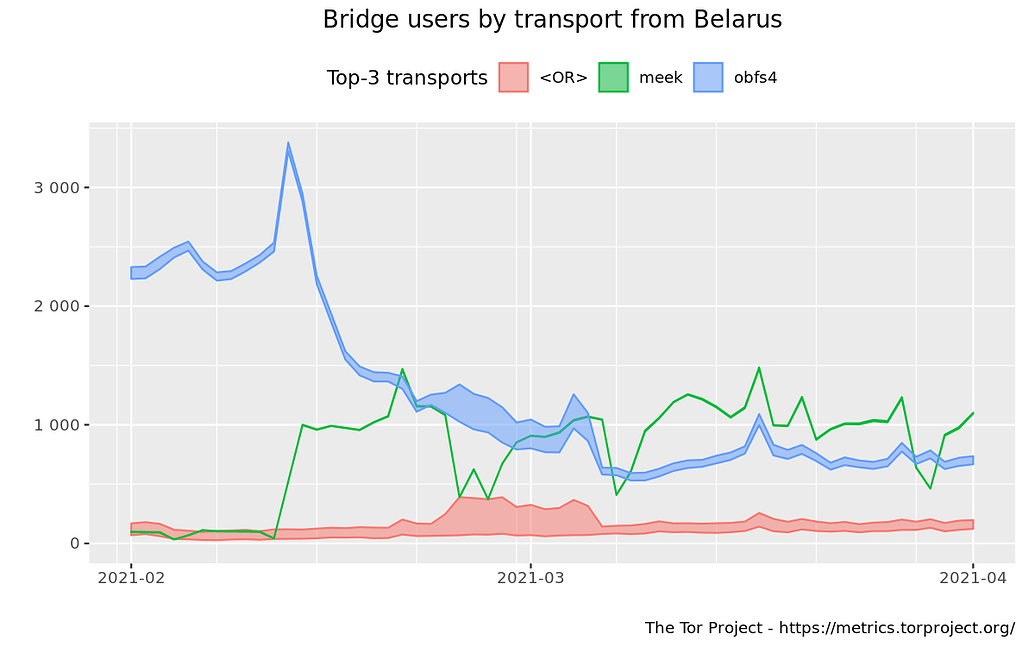 Bridge users by transport from Belarus
Top-3 transports <OR> meek obfs4
3 000
2 000
1 000
0
2021-02 2021-03 2021-04
The Tor Project - https://metrics.torproject.org/